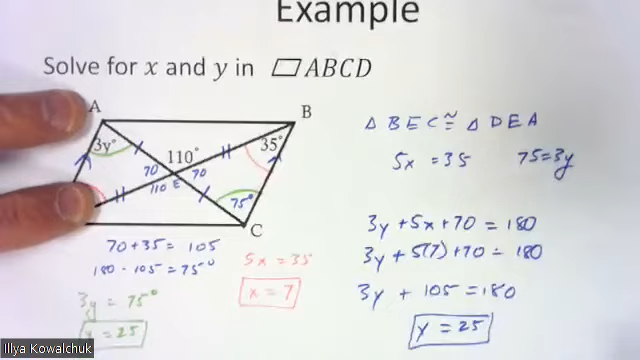 Example
Solve for x and y in ▱ABCD
A
B
3y°
110°
35°
70
70
110
E
75°
C
70 + 35 = 105
180 - 105 = 75°
3y = 75°
x = 25
5x = 35
x = 7
△ BEC ≅ △ DEA
5x = 35
75 = 3y
3y + 5x + 70 = 180
3y + 5(7) + 70 = 180
3y + 105 = 180
y = 25
Illya Kowalchuk